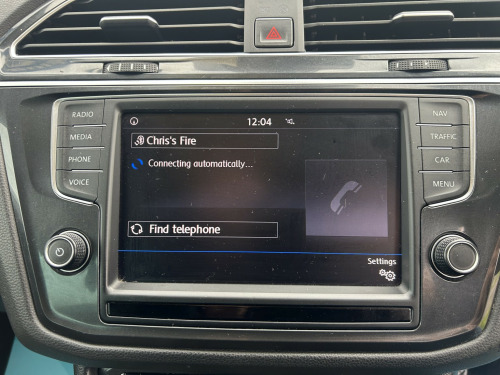 12:04
RADIO
MEDIA
PHONE
VOICE
Chris's Fire
Connecting automatically...
Find telephone
Settings
NAV
TRAFFIC
CAR
MENU